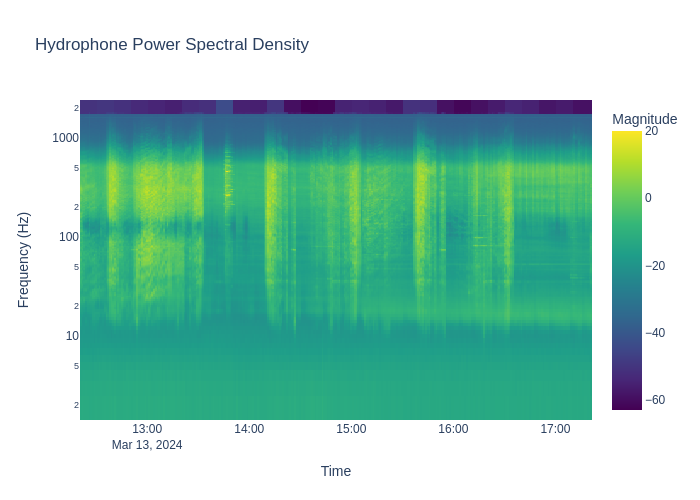 Hydrophone Power Spectral Density
Magnitude
20
0
−20
−40
−60
2
1000
5
2
100
5
2
10
5
2
Frequency (Hz)
13:00 14:00 15:00 16:00 17:00
Mar 13, 2024
Time